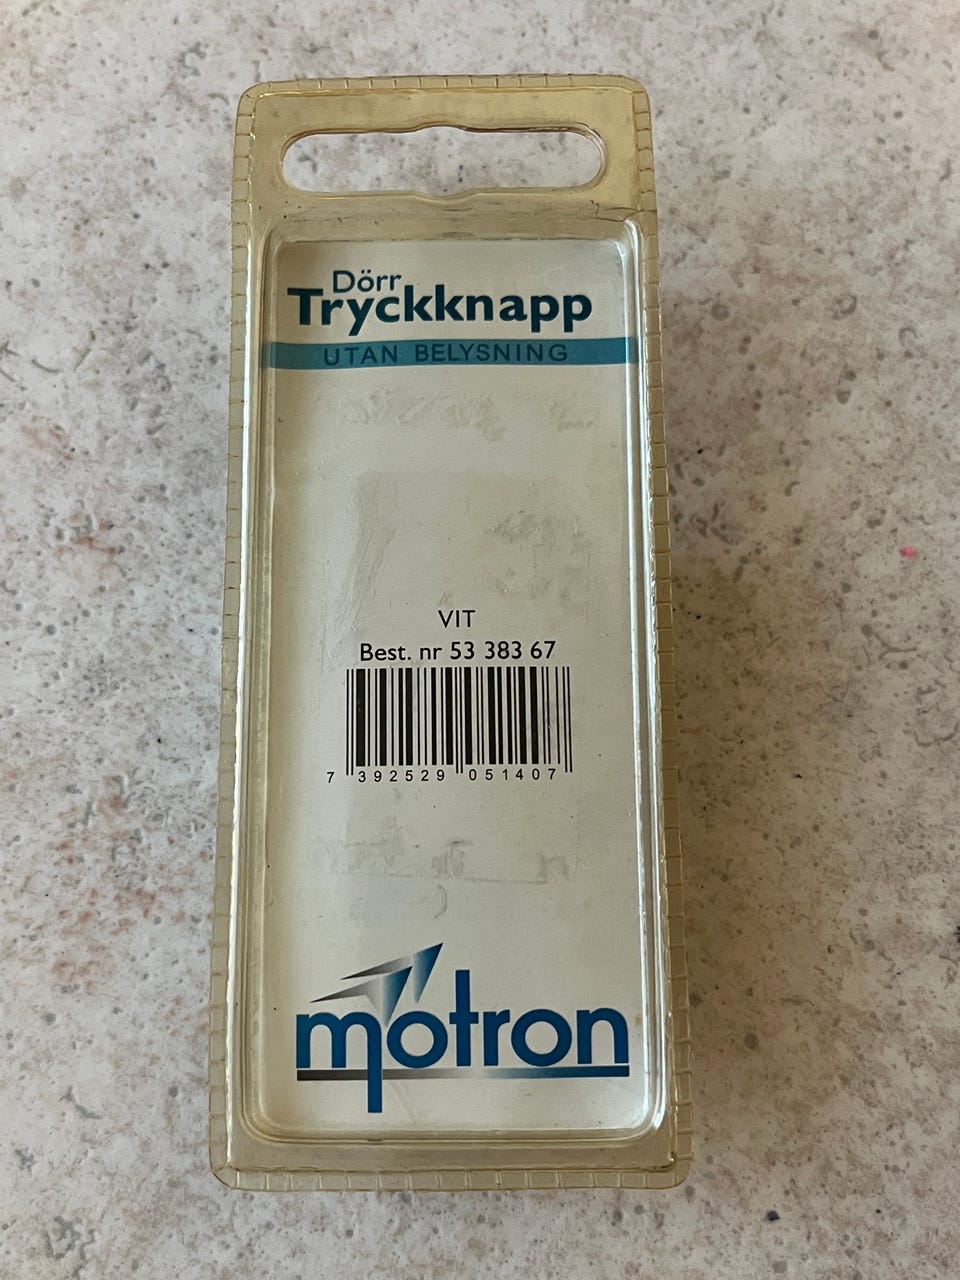 Dörr
Tryckknapp
UTAN BELYSNING
VIT
Best. nr 53 383 67
7 392529 051407
motron